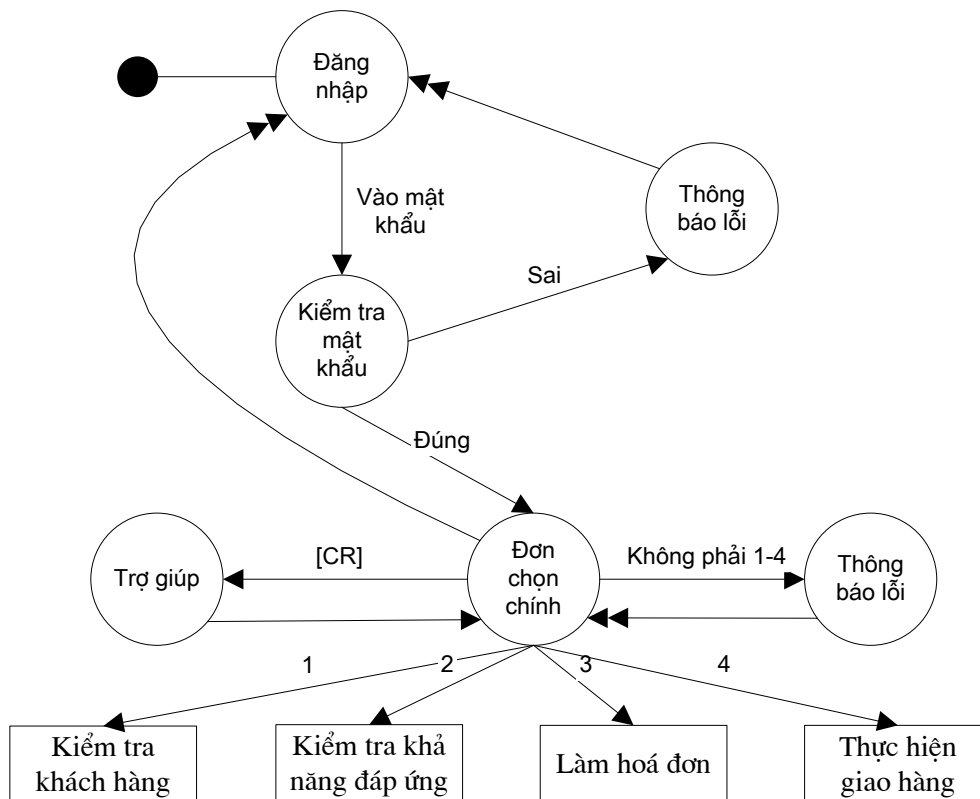 Đăng
nhập
Vào mật
khẩu
Thông
báo lỗi
Sai
Kiểm tra
mật
khẩu
Đúng
Trợ giúp
[CR]
Đơn
chọn
chính
Không phải 1-4
Thông
báo lỗi
1
2
3
4
Kiểm tra
khách hàng
Kiểm tra khả
năng đáp ứng
Làm hoá đơn
Thực hiện
giao hàng